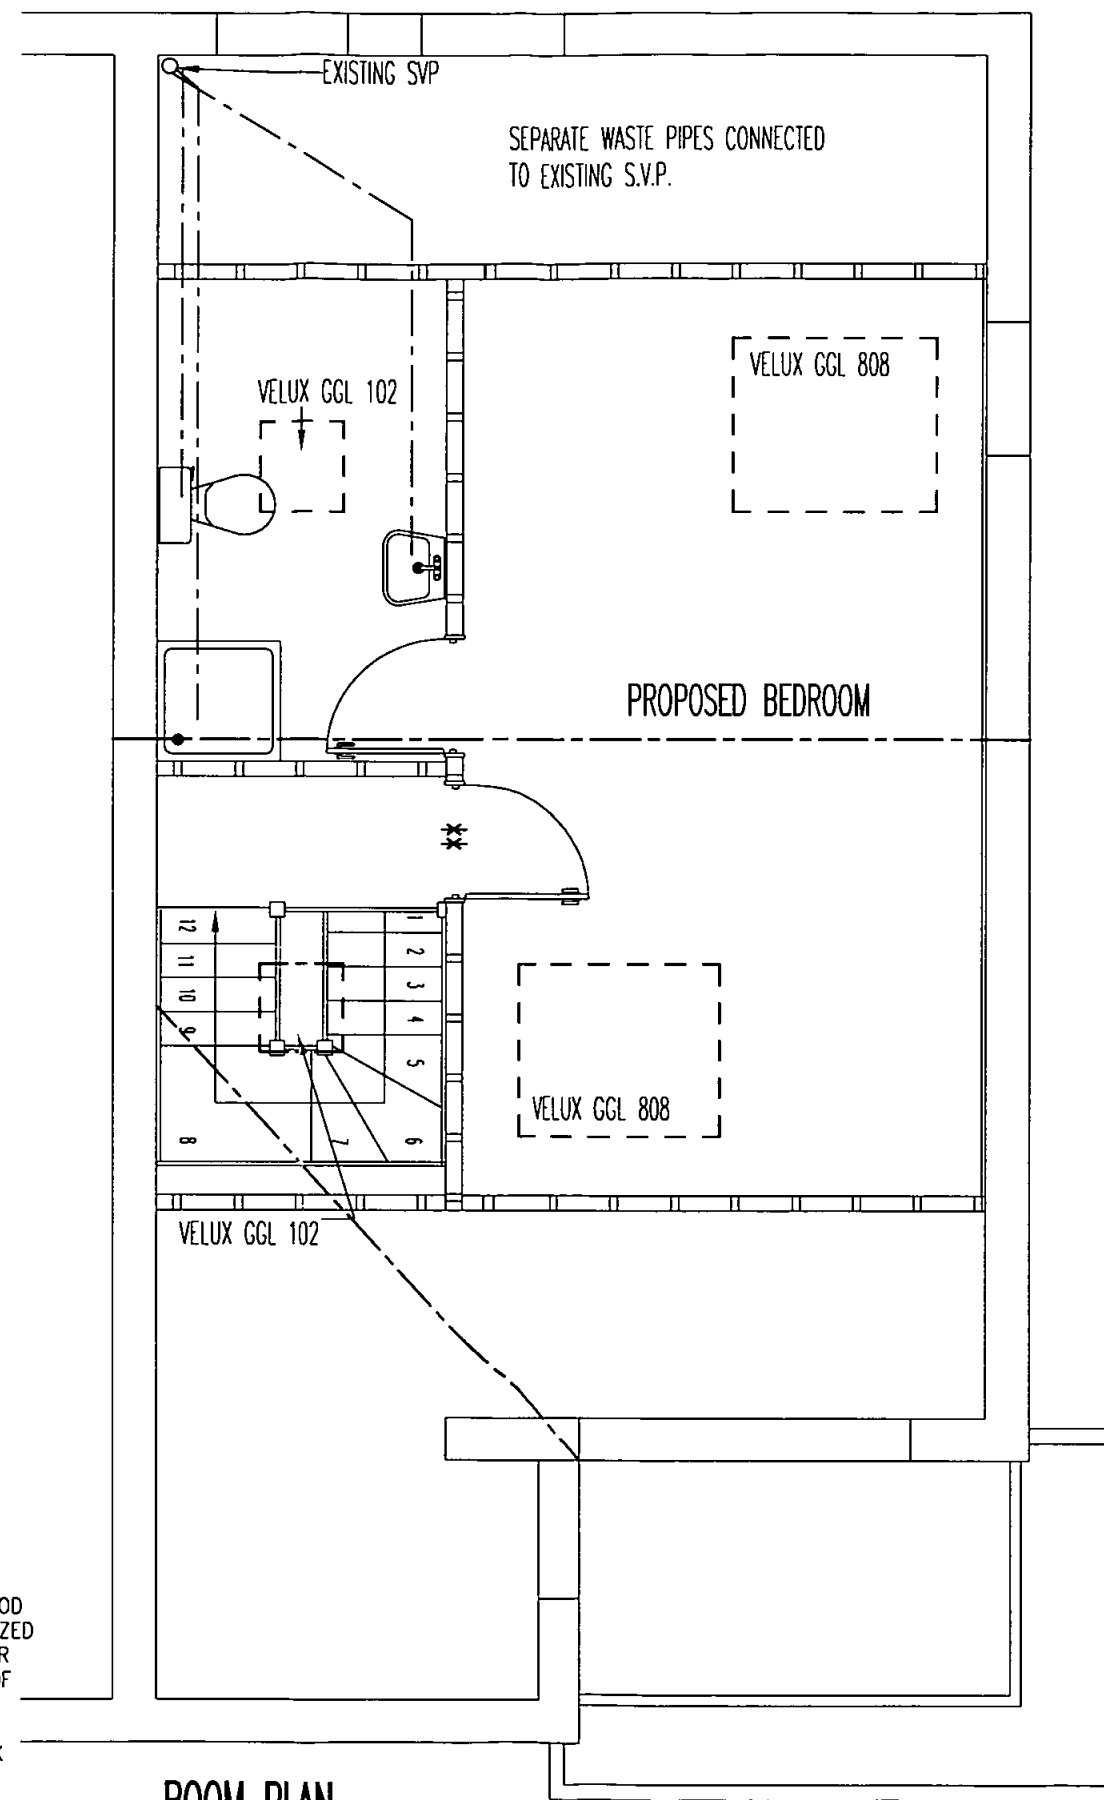 EXISTING SVP
SEPARATE WASTE PIPES CONNECTED
TO EXISTING S.V.P.
VELUX GGL 808
VELUX GGL 102
PROPOSED BEDROOM
12
1
11
2
10
3
9
4
5
8
7
6
VELUX GGL 808
VELUX GGL 102
OD
ZED
R
OF
K
ROOM PLAN